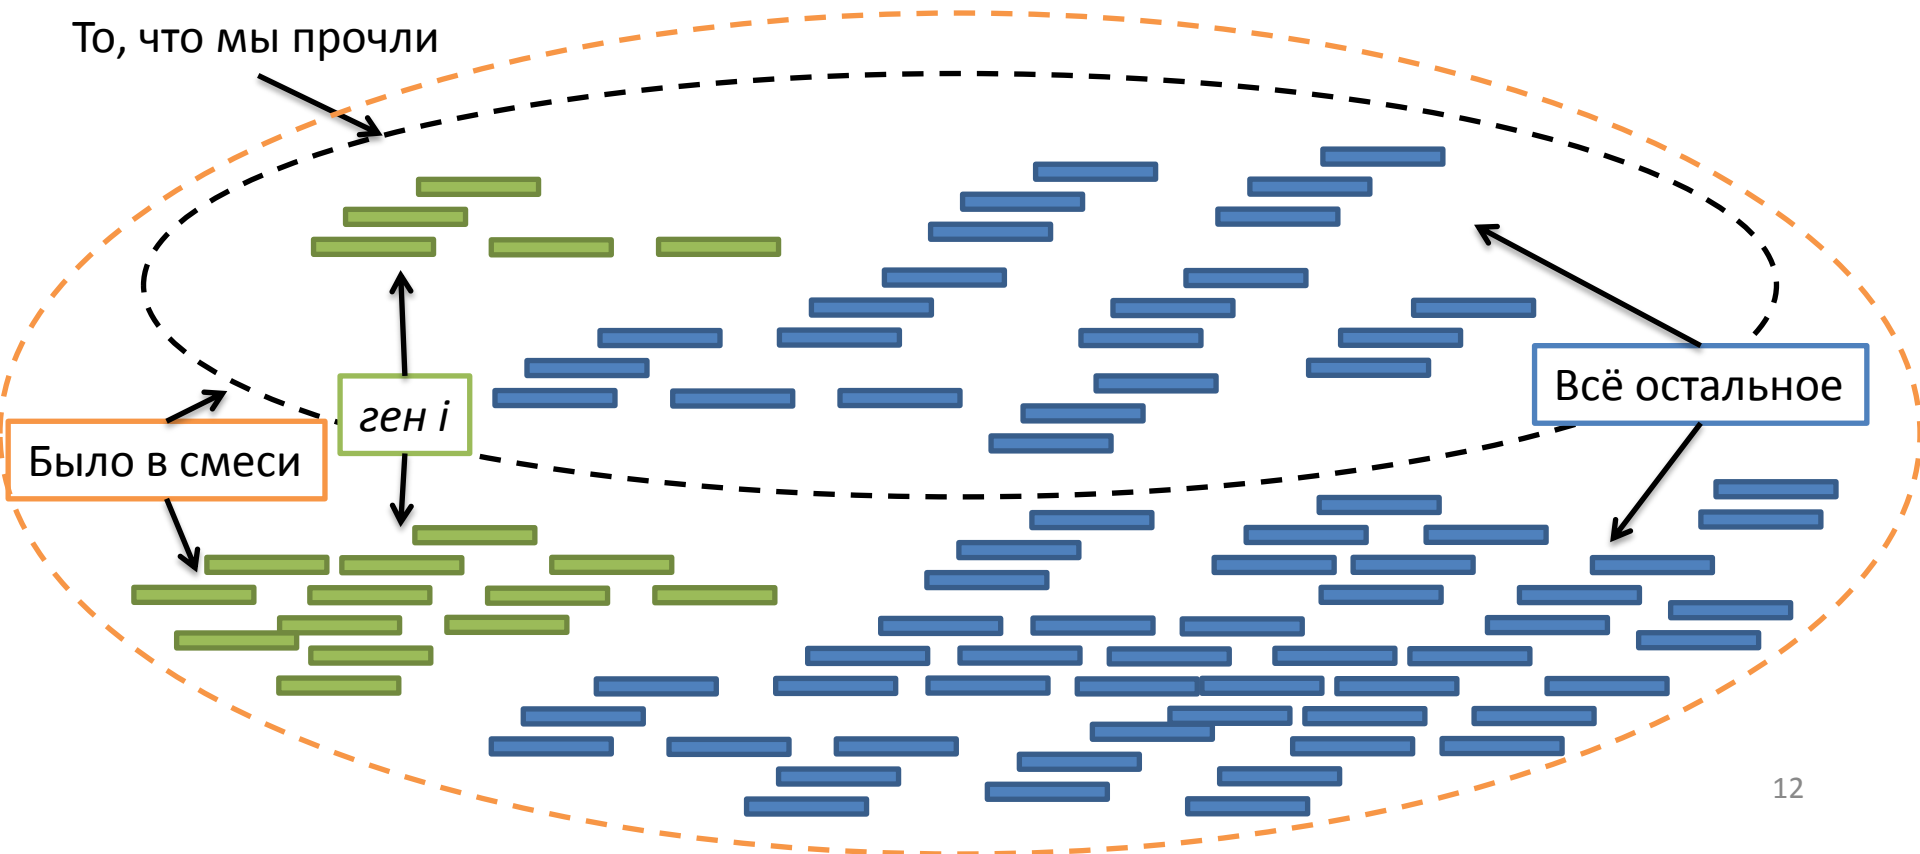 То, что мы прочли
ген i
Всё остальное
Было в смеси
12